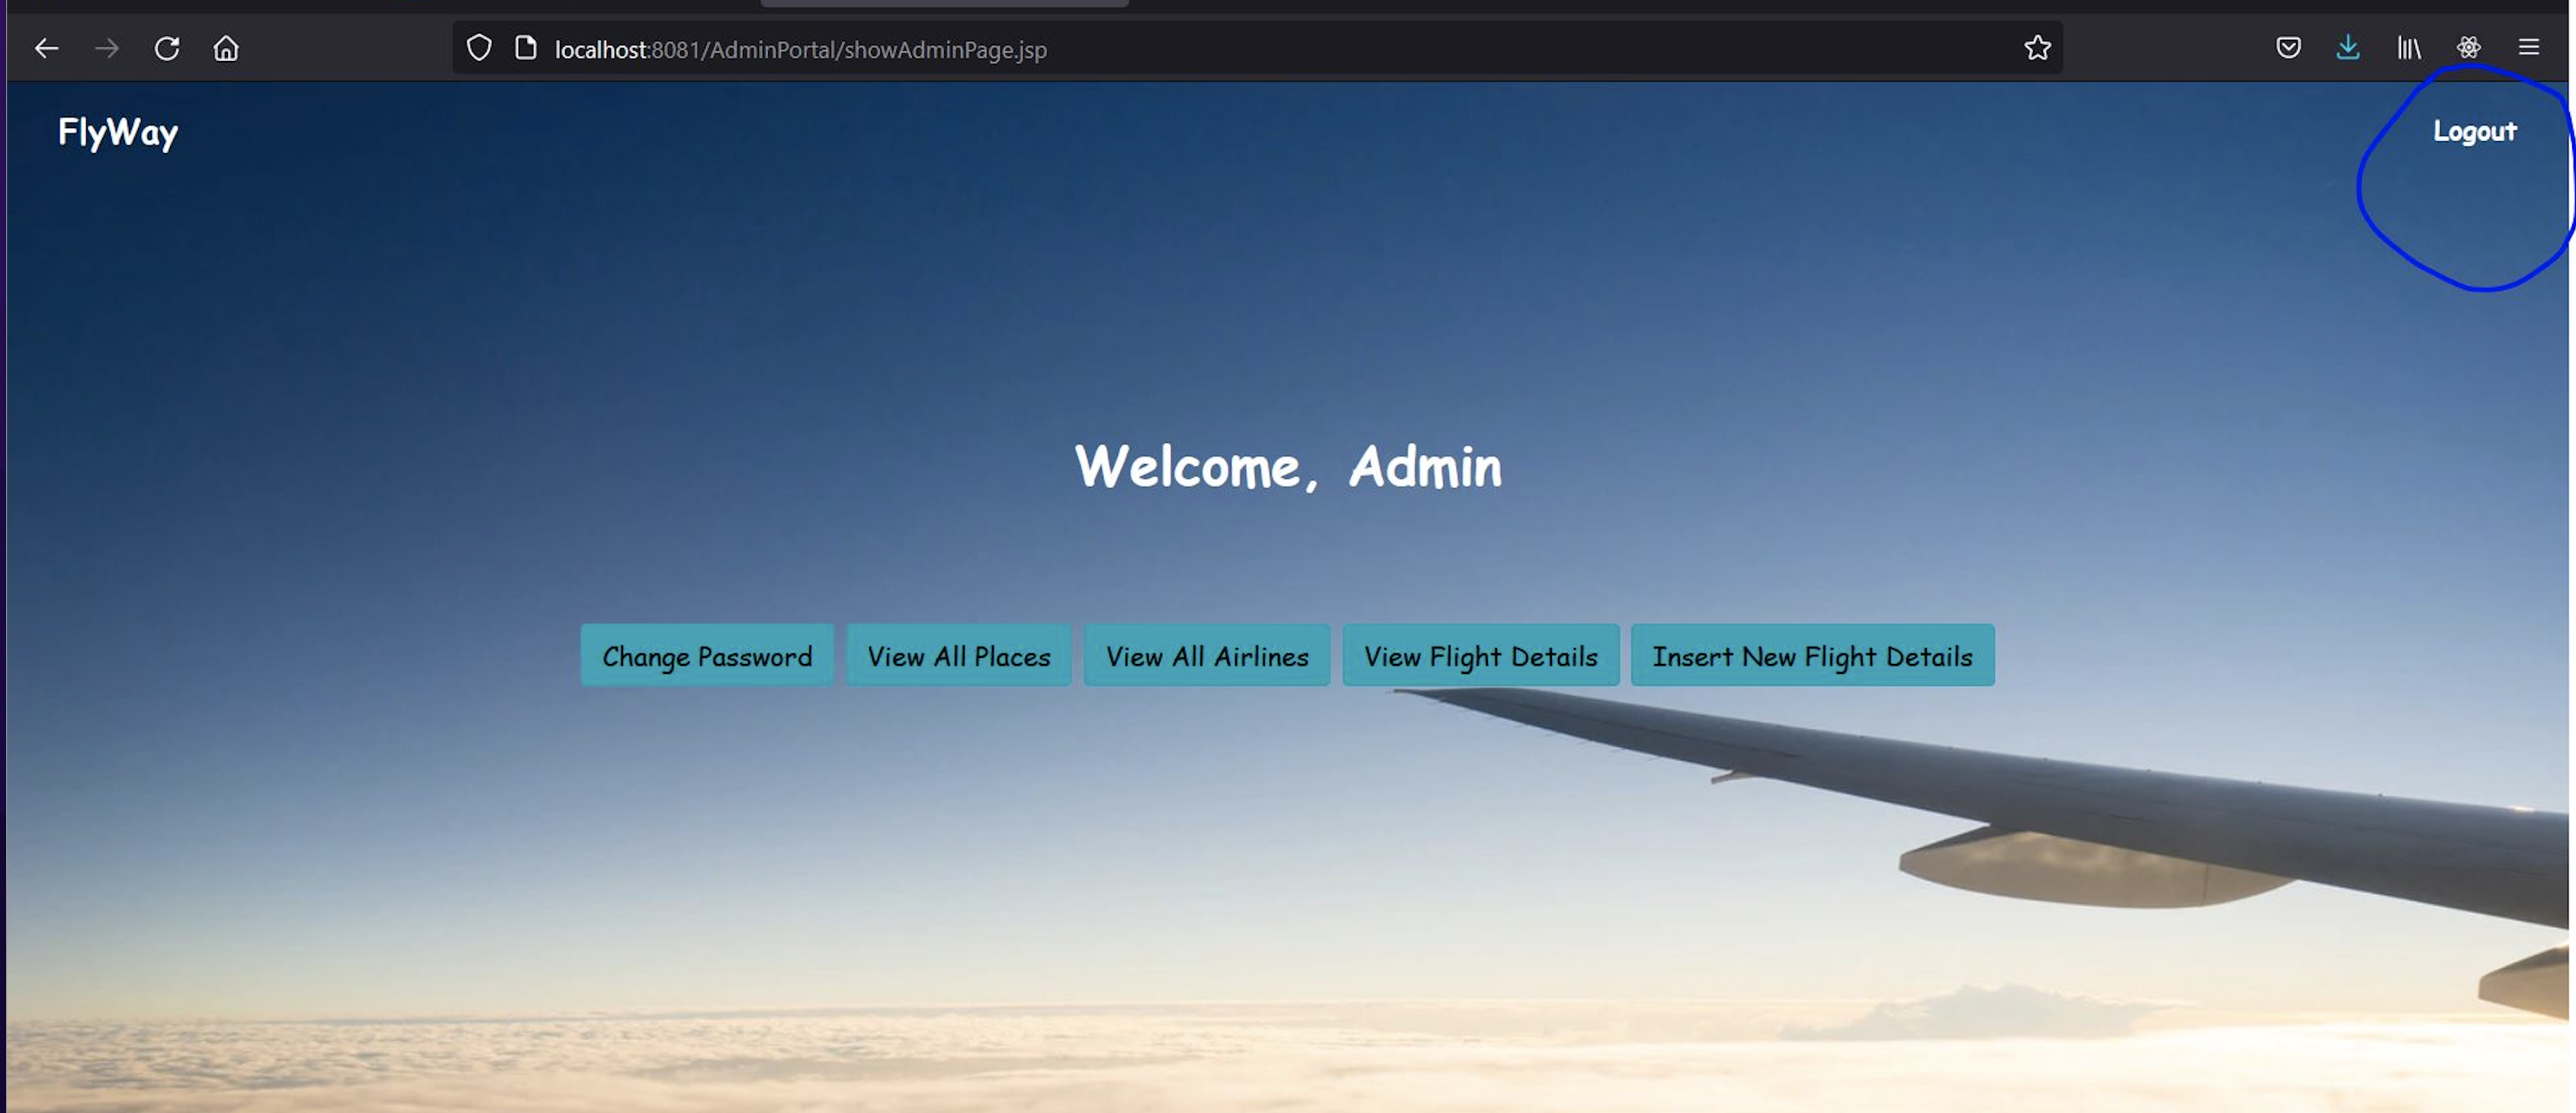 localhost:8081/AdminPortal/showAdminPage.jsp
FlyWay
Logout
Welcome, Admin
Change Password
View All Places
View All Airlines
View Flight Details
Insert New Flight Details